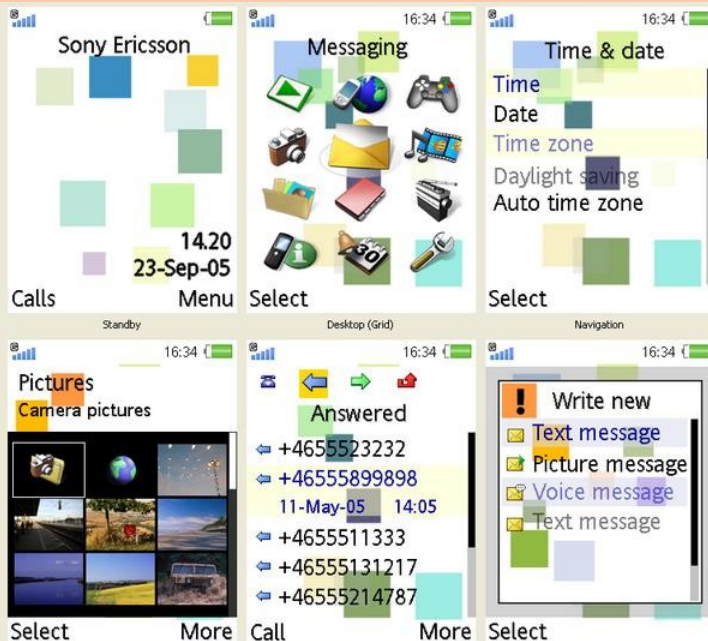 Sony Ericsson
14.20
23-Sep-05
Calls Menu
Standby
16:34
Messaging
30
Select
Desktop (Grid)
16:34
Time & date
Time
Date
Time zone
Daylight saving
Auto time zone
Select
Navigation
16:34
Pictures
Camera pictures
Select More
16:34
Answered
+4655523232
+46555899898
11-May-05 14:05
+4655511333
+46555131217
+46555214787
Call More
16:34
Write new
Text message
Picture message
Voice message
Text message
Select